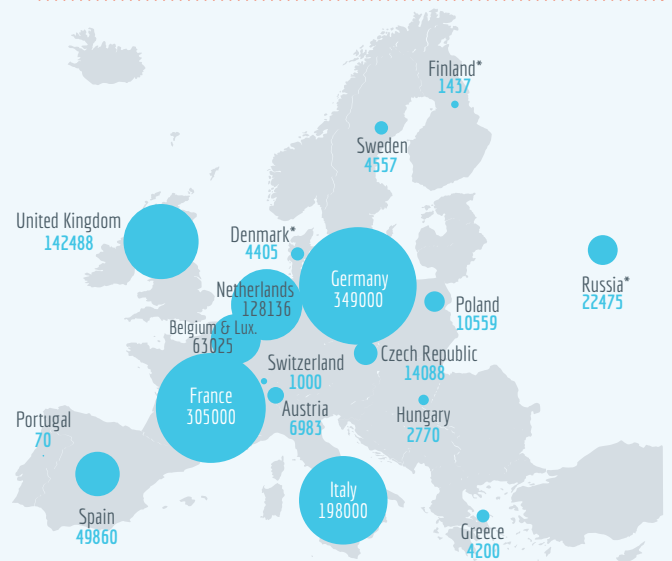 Finland*
1437
Sweden
4557
United Kingdom
142488
Denmark*
4405
Germany
349000
Russia*
22475
Netherlands
128136
Poland
10559
Belgium & Lux.
63025
Czech Republic
14088
Switzerland
1000
France
305000
Austria
6983
Hungary
2770
Portugal
70
Italy
198000
Spain
49860
Greece
4200